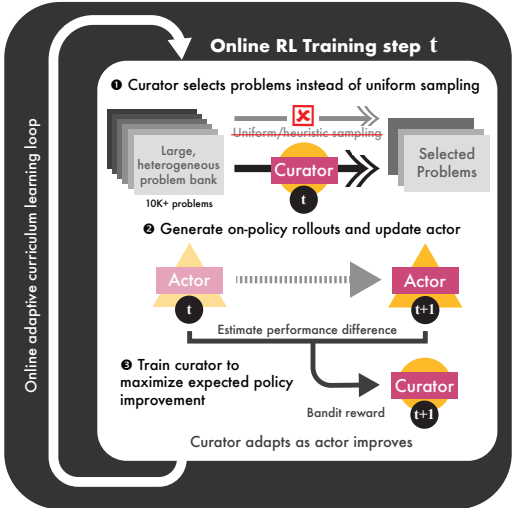 Online RL Training step t
Online adaptive curriculum learning loop
❶ Curator selects problems instead of uniform sampling
Uniform/heuristic sampling
Large,
heterogeneous
problem bank
10K+ problems
Curator
t
Selected
Problems
❷ Generate on-policy rollouts and update actor
Actor
t
Actor
t+1
Estimate performance difference
❸ Train curator to
maximize expected policy
improvement
Curator
t+1
Bandit reward
Curator adapts as actor improves